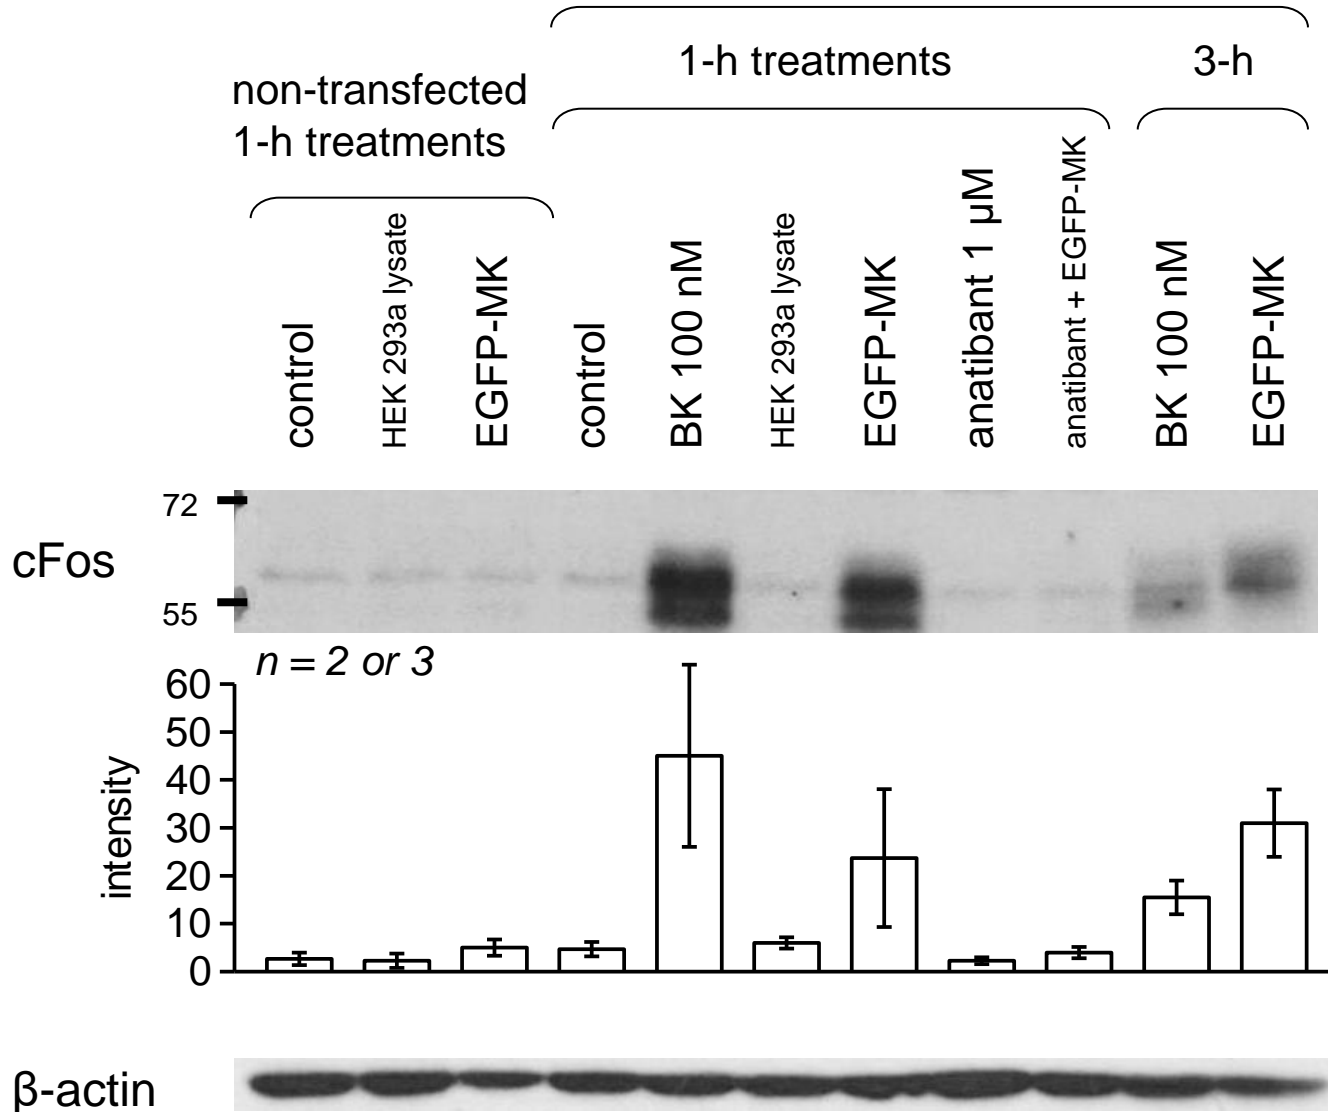 1-h treatments
3-h
non-transfected
1-h treatments
control
HEK 293a lysate
EGFP-MK
control
BK 100 nM
HEK 293a lysate
EGFP-MK
anatibant 1 μM
anatibant + EGFP-MK
BK 100 nM
EGFP-MK
72
cFos
55
n = 2 or 3
60
50
40
30
20
10
0
intensity
β-actin